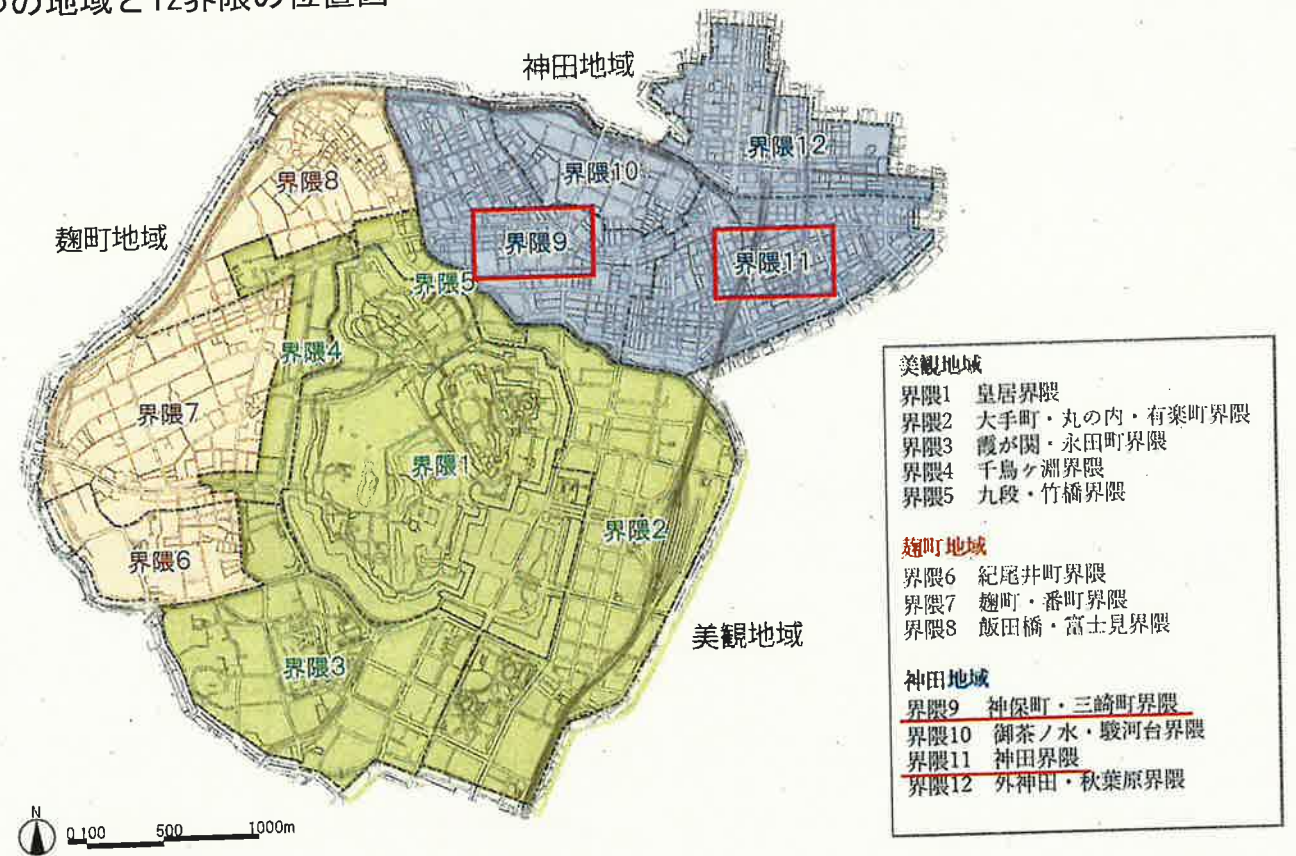 の地域と12界隈の位置図
神田地域
界隈12
界隈10
界隈8
麹町地域
界隈9
界隈11
界隈5
界隈4
界隈7
界隈1
界隈2
界隈6
美観地域
界隈3
美観地域
界隈1 皇居界隈
界隈2 大手町・丸の内・有楽町界隈
界隈3 霞が関・永田町界隈
界隈4 千鳥ヶ淵界隈
界隈5 九段・竹橋界隈
麹町地域
界隈6 紀尾井町界隈
界隈7 麹町・番町界隈
界隈8 飯田橋・富士見界隈
神田地域
界隈9 神保町・三崎町界隈
界隈10 御茶ノ水・駿河台界隈
界隈11 神田界隈
界隈12 外神田・秋葉原界隈
N
0 100 500 1000m